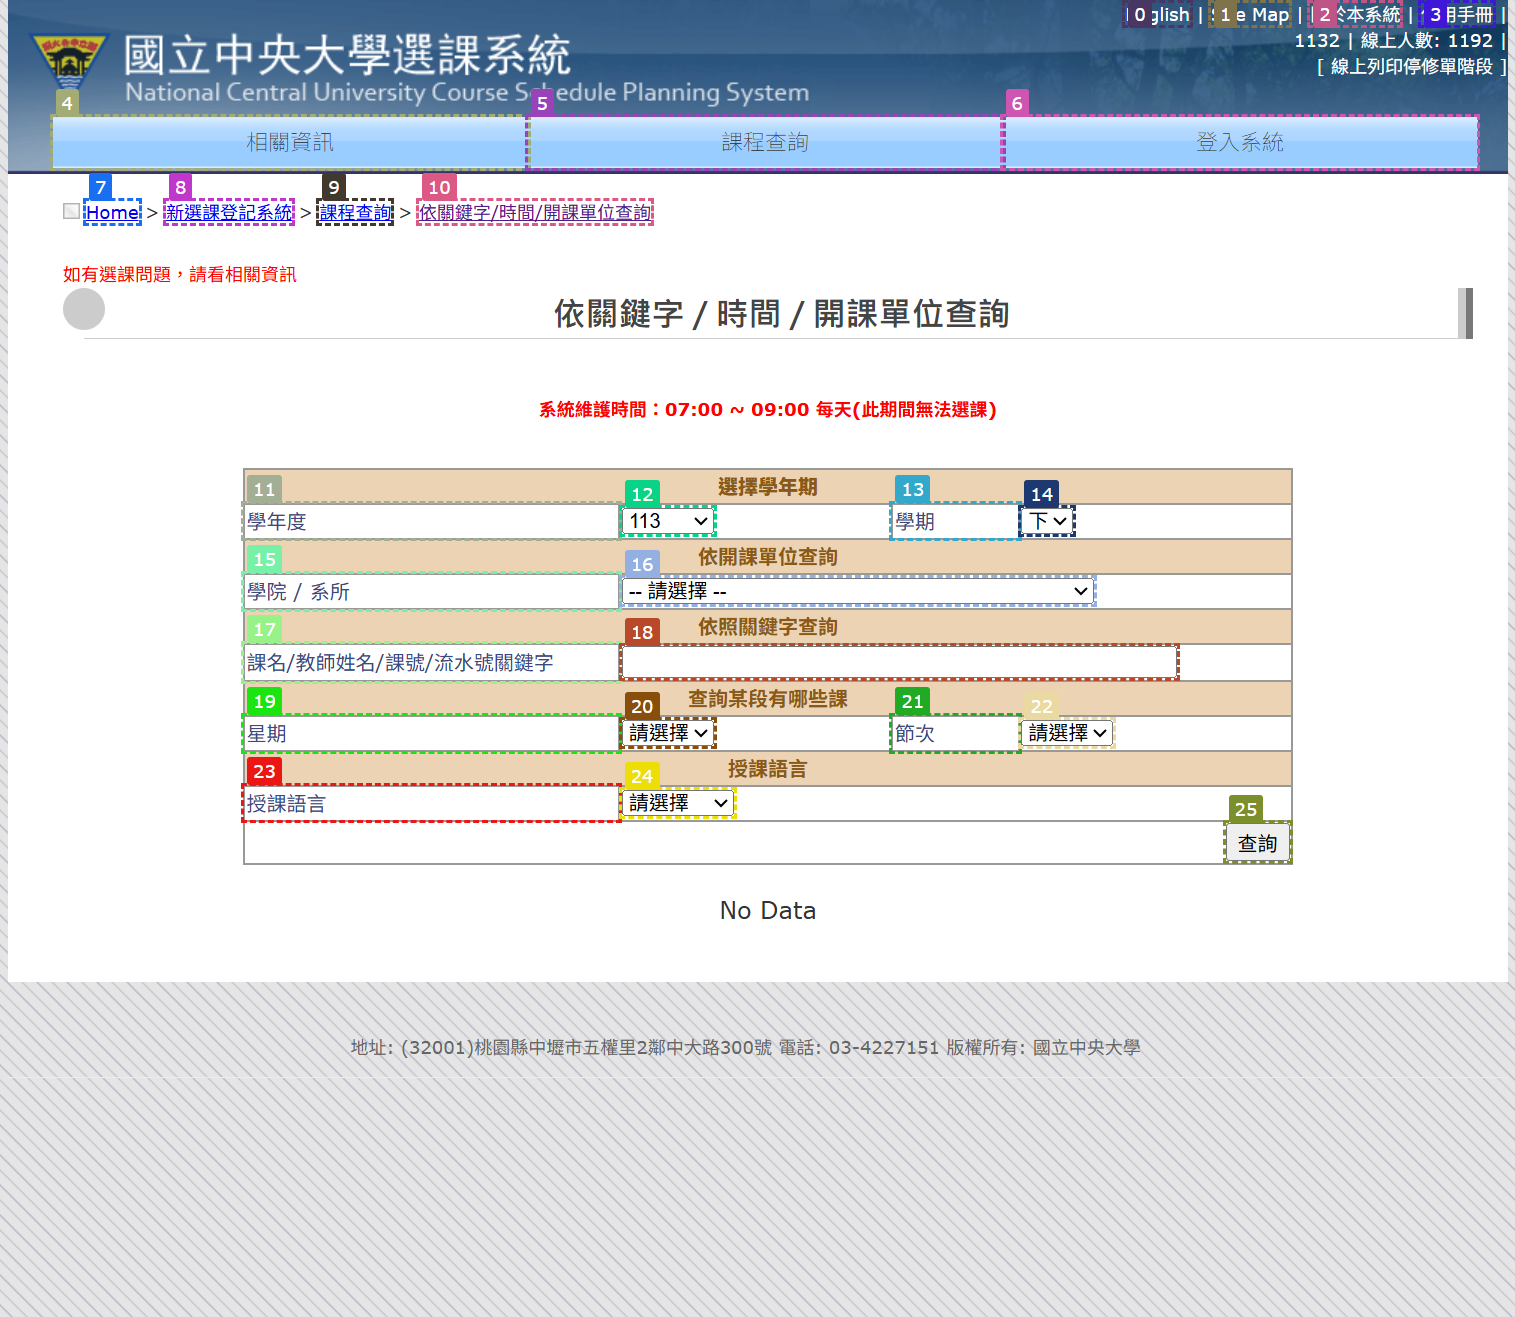 English | Site Map | 關於本系統 | 使用手冊 |
1132 | 線上人數: 1192 |
[ 線上列印停修單階段 ]
國立中央大學選課系統
National Central University Course Schedule Planning System
0 1 2 3
4 5 6
相關資訊 課程查詢 登入系統
7 8 9 10
Home > 新選課登記系統 > 課程查詢 > 依關鍵字/時間/開課單位查詢
如有選課問題，請看相關資訊
依關鍵字 / 時間 / 開課單位查詢
系統維護時間：07:00 ~ 09:00 每天(此期間無法選課)
選擇學年期
11 12 13 14
學年度 113 學期 下
依開課單位查詢
15 16
學院 / 系所 -- 請選擇 --
依照關鍵字查詢
17 18
課名/教師姓名/課號/流水號關鍵字
查詢某段有哪些課
19 20 21 22
星期 請選擇 節次 請選擇
授課語言
23 24
授課語言 請選擇
25
查詢
No Data
地址: (32001)桃園縣中壢市五權里2鄰中大路300號 電話: 03-4227151 版權所有: 國立中央大學